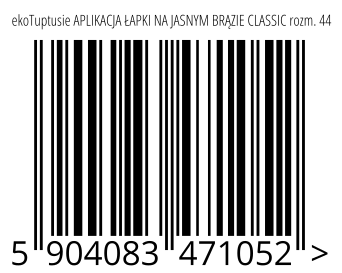 ekoTuptusie APLIKACJA ŁAPKI NA JASNYM BRĄZIE CLASSIC rozm. 44
5 904083 471052 >